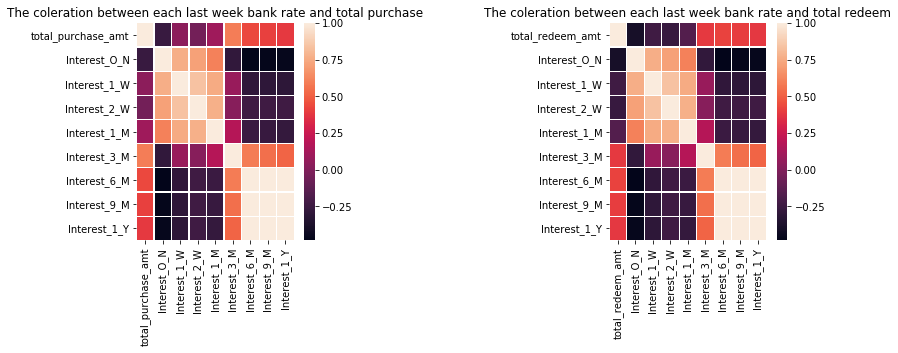 The coleration between each last week bank rate and total purchase
total_purchase_amt
Interest_O_N
Interest_1_W
Interest_2_W
Interest_1_M
Interest_3_M
Interest_6_M
Interest_9_M
Interest_1_Y
total_purchase_amt
Interest_O_N
Interest_1_W
Interest_2_W
Interest_1_M
Interest_3_M
Interest_6_M
Interest_9_M
Interest_1_Y
1.00
0.75
0.50
0.25
0.00
−0.25
The coleration between each last week bank rate and total redeem
total_redeem_amt
Interest_O_N
Interest_1_W
Interest_2_W
Interest_1_M
Interest_3_M
Interest_6_M
Interest_9_M
Interest_1_Y
total_redeem_amt
Interest_O_N
Interest_1_W
Interest_2_W
Interest_1_M
Interest_3_M
Interest_6_M
Interest_9_M
Interest_1_Y
1.00
0.75
0.50
0.25
0.00
−0.25